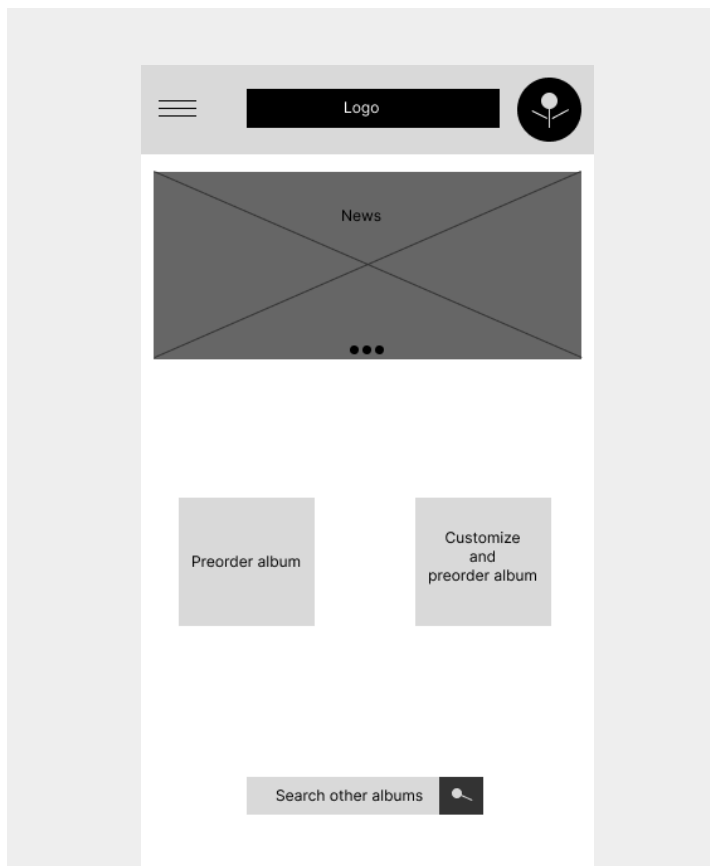 Logo
News
Preorder album
Customize
and
preorder album
Search other albums